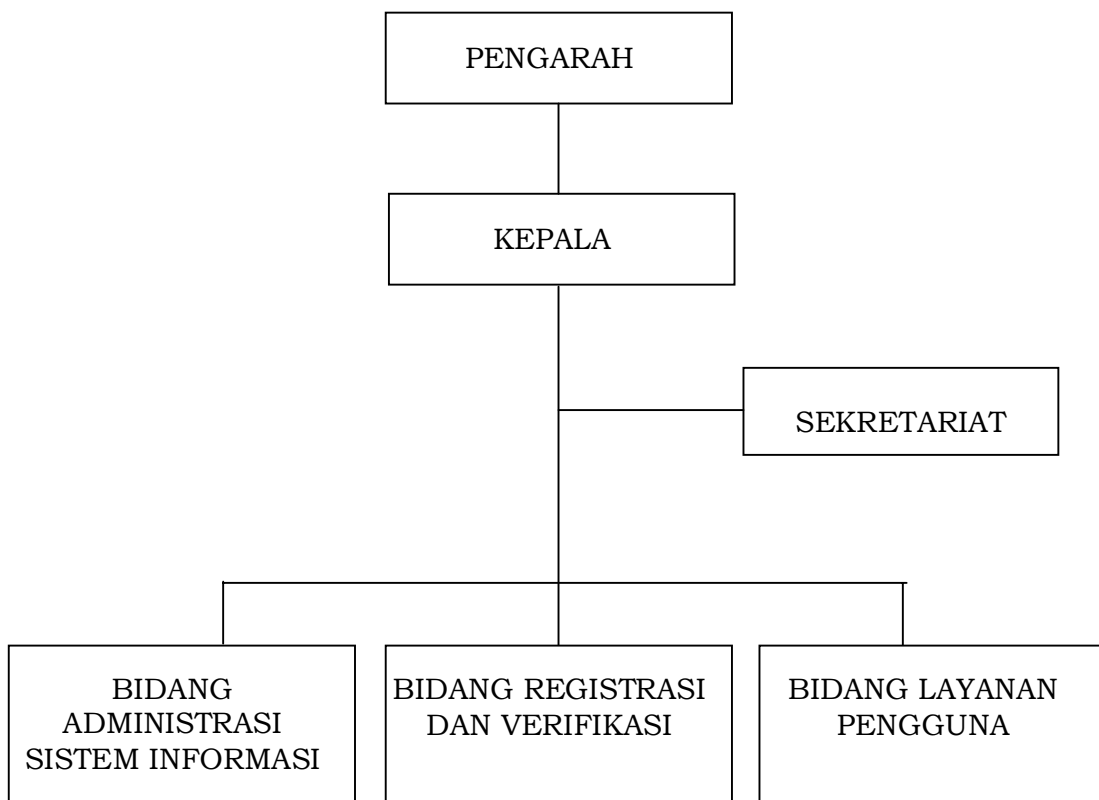 PENGARAH
KEPALA
SEKRETARIAT
BIDANG
ADMINISTRASI
SISTEM INFORMASI
BIDANG REGISTRASI
DAN VERIFIKASI
BIDANG LAYANAN
PENGGUNA